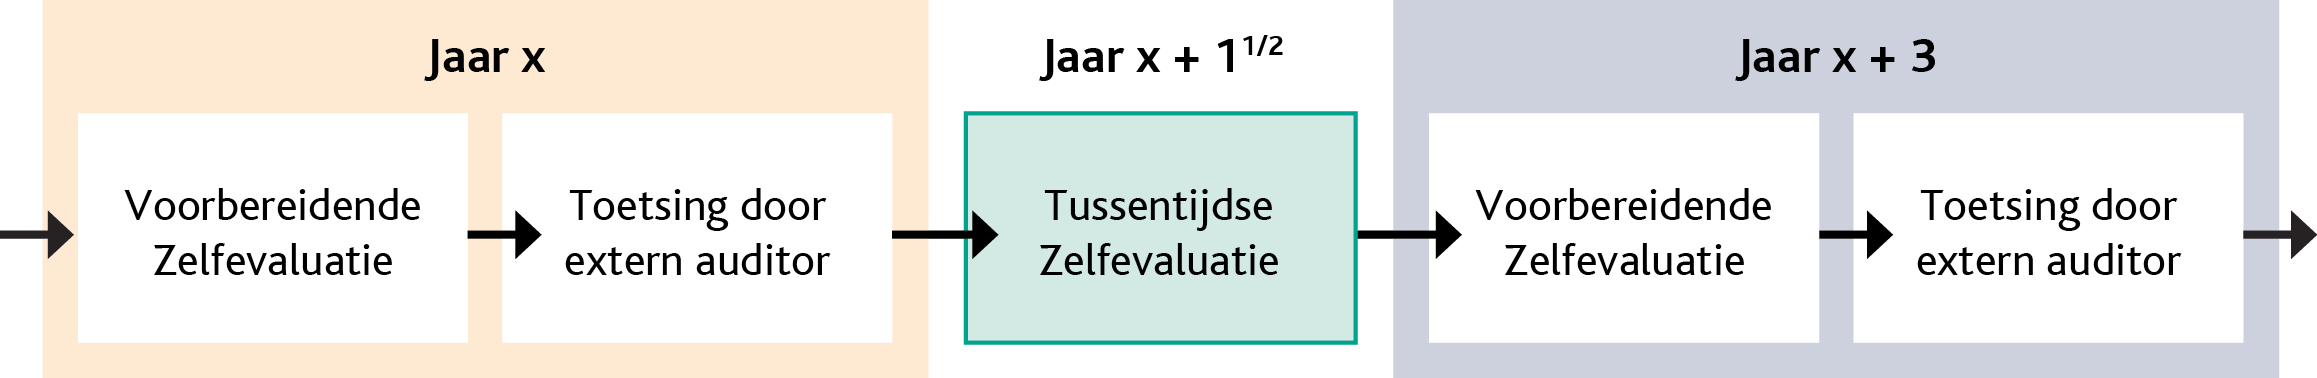 Jaar x
Jaar x + 1 1/2
Jaar x + 3
Voorbereidende
Zelfevaluatie
Toetsing door
extern auditor
Tussentijdse
Zelfevaluatie
Voorbereidende
Zelfevaluatie
Toetsing door
extern auditor